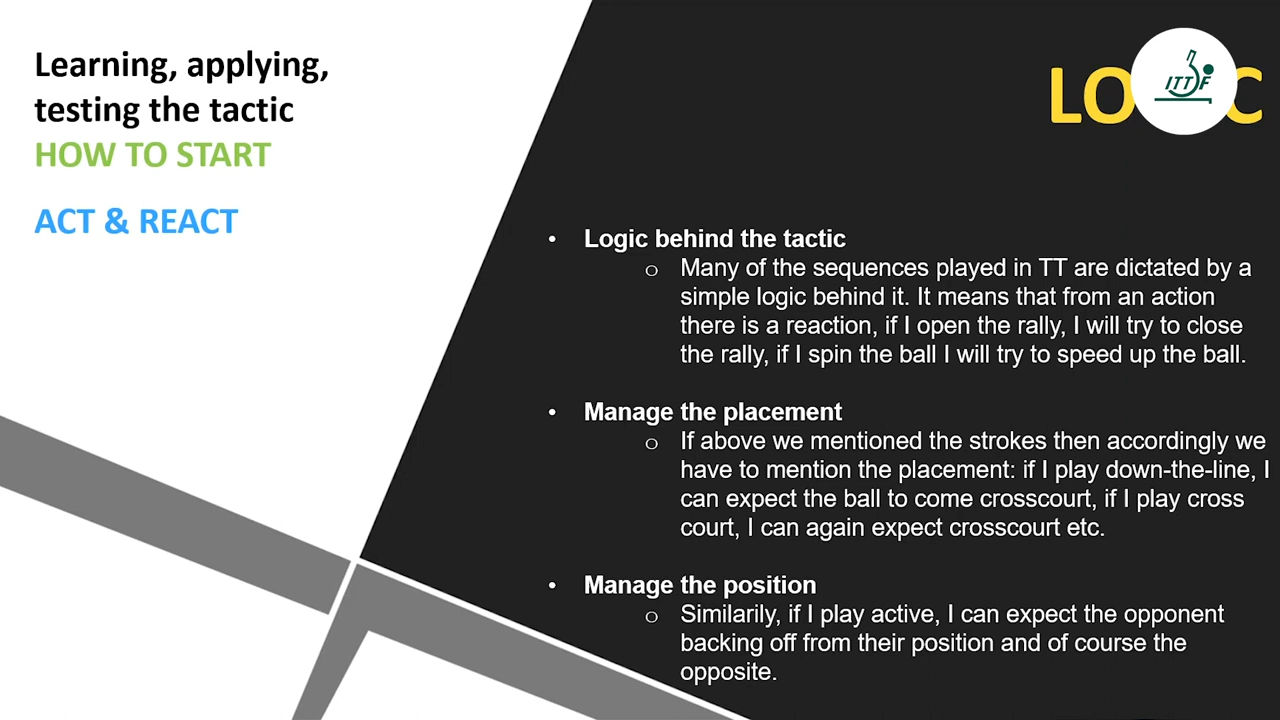 Learning, applying,
testing the tactic
HOW TO START
ACT & REACT
LO C
ITTF
• Logic behind the tactic
o Many of the sequences played in TT are dictated by a
simple logic behind it. It means that from an action
there is a reaction, if I open the rally, I will try to close
the rally, if I spin the ball I will try to speed up the ball.
• Manage the placement
o If above we mentioned the strokes then accordingly we
have to mention the placement: if I play down-the-line, I
can expect the ball to come crosscourt, if I play cross
court, I can again expect crosscourt etc.
• Manage the position
o Similarily, if I play active, I can expect the opponent
backing off from their position and of course the
opposite.